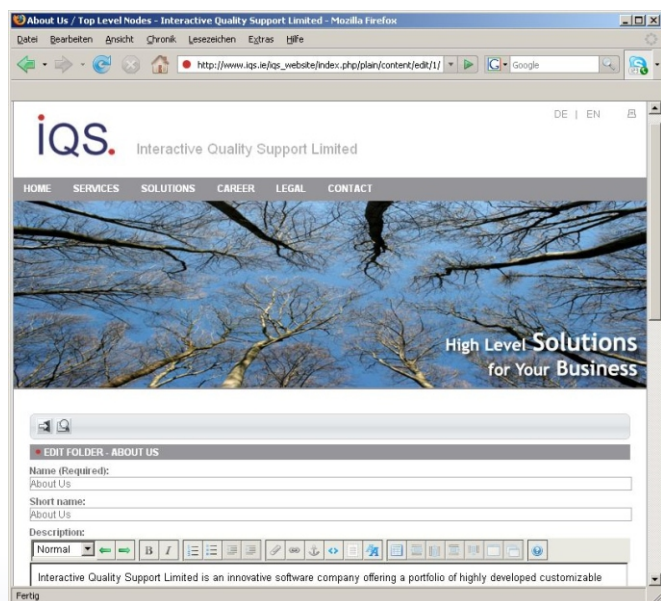 About Us / Top Level Nodes - Interactive Quality Support Limited - Mozilla Firefox
Datei Bearbeiten Ansicht Chronik Lesezeichen Extras Hilfe
http://www.iqs.ie/iqs_website/index.php/plain/content/edit/1/ G Google
DE | EN
iQS. Interactive Quality Support Limited
HOME SERVICES SOLUTIONS CAREER LEGAL CONTACT
High Level Solutions
for Your Business
EDIT FOLDER - ABOUT US
Name (Required):
About Us
Short name:
About Us
Description:
Normal B I
Interactive Quality Support Limited is an innovative software company offering a portfolio of highly developed customizable
Fertig